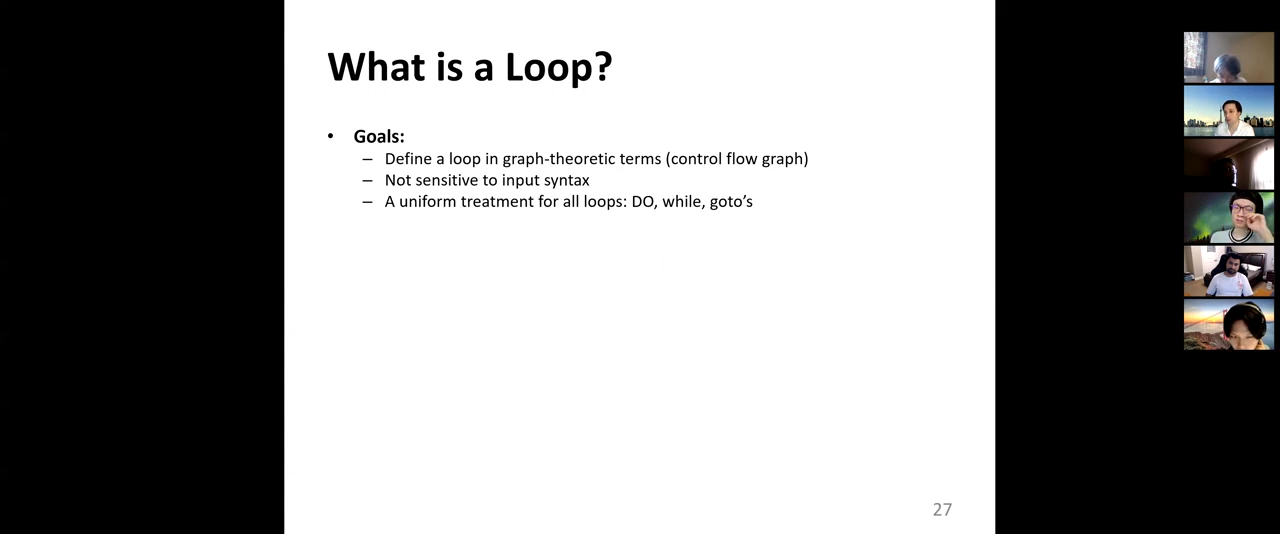 What is a Loop?
• Goals:
– Define a loop in graph-theoretic terms (control flow graph)
– Not sensitive to input syntax
– A uniform treatment for all loops: DO, while, goto’s
27